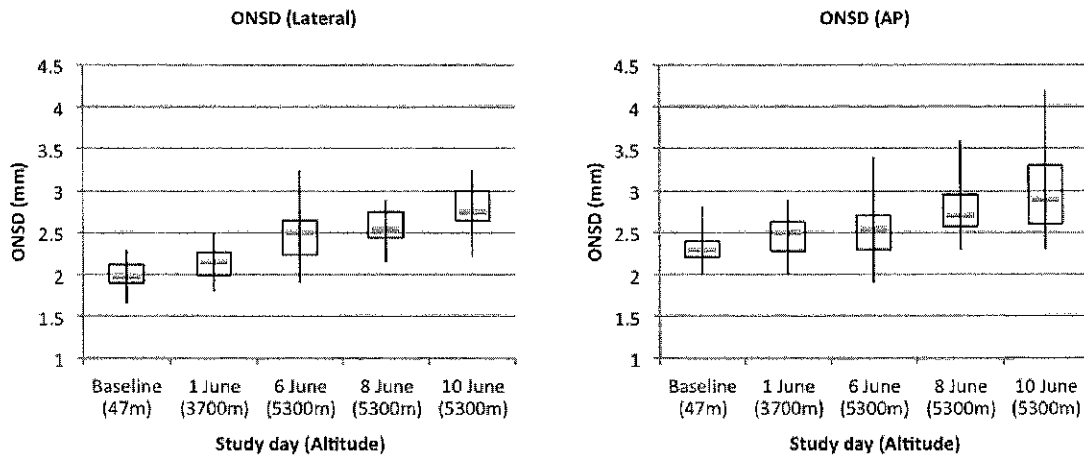 ONSD (Lateral)
4.5
4
3.5
3
2.5
2
1.5
1
ONSD (mm)
Baseline 1 June 6 June 8 June 10 June
(47m) (3700m) (5300m) (5300m) (5300m)
Study day (Altitude)
ONSD (AP)
4.5
4
3.5
3
2.5
2
1.5
1
ONSD (mm)
Baseline 1 June 6 June 8 June 10 June
(47m) (3700m) (5300m) (5300m) (5300m)
Study day (Altitude)